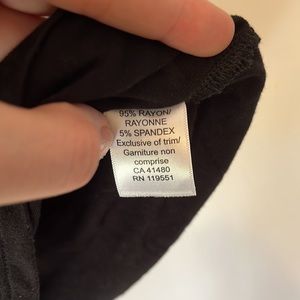 95% RAYON/
RAYONNE
5% SPANDEX
Exclusive of trim/
Garniture non
comprise
CA 41480
RN 119551